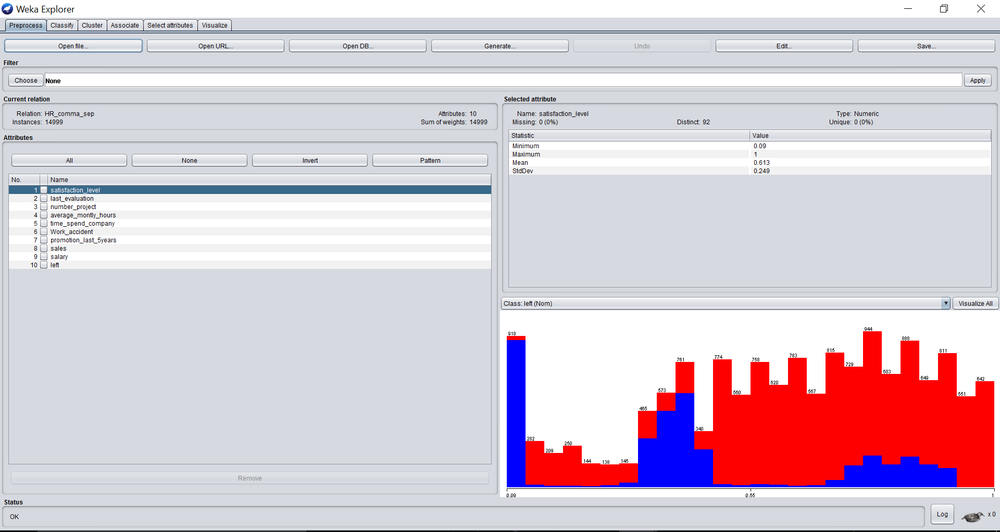 Weka Explorer
Preprocess Classify Cluster Associate Select attributes Visualize
Open file... Open URL... Open DB... Generate... Undo Edit... Save...
Filter
Choose None Apply
Current relation
Relation: HR_comma_sep Attributes: 10
Instances: 14999 Sum of weights: 14999
Attributes
All None Invert Pattern
No. Name
1 satisfaction_level
2 last_evaluation
3 number_project
4 average_montly_hours
5 time_spend_company
6 Work_accident
7 promotion_last_5years
8 sales
9 salary
10 left
Remove
Selected attribute
Name: satisfaction_level Type: Numeric
Missing: 0 (0%) Distinct: 92 Unique: 0 (0%)
Statistic Value
Minimum 0.09
Maximum 1
Mean 0.613
StdDev 0.249
Class: left (Nom) Visualize All
918 282 209 250 144 138 145 465 573 761 340 774 560 758 620 783 567 815 729 944 683 888 649 811 551 642
0.09 0.55 1
Status
OK
Log x 0